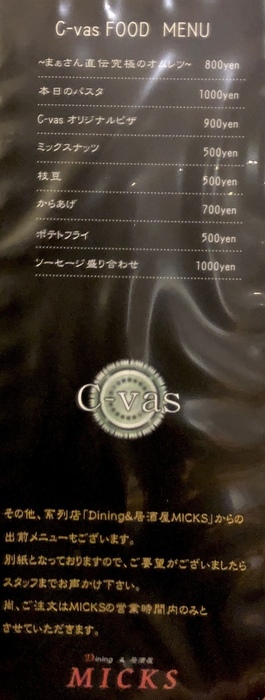 C-vas FOOD MENU
~まぁさん直伝究極のオムレツ~ 800yen
本日のパスタ 1000yen
C-vas オリジナルピザ 900yen
ミックスナッツ 500yen
枝豆 500yen
からあげ 700yen
ポテトフライ 500yen
ソーセージ盛り合わせ 1000yen
C-vas
その他、系列店「Dining&居酒屋MICKS」からの
出前メニューもございます。
別紙となっておりますので、ご要望がございましたら
スタッフまでお声かけ下さい。
尚、ご注文はMICKSの営業時間内のみと
させていただきます。
Dining & 居酒屋
MICKS